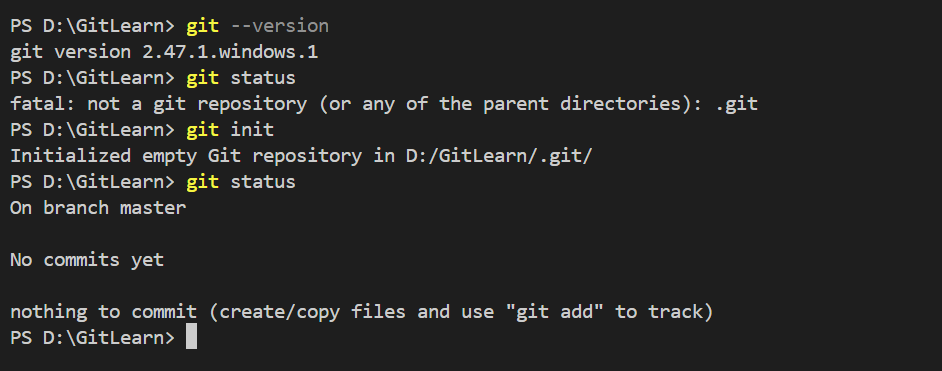 PS D:\GitLearn> git --version
git version 2.47.1.windows.1
PS D:\GitLearn> git status
fatal: not a git repository (or any of the parent directories): .git
PS D:\GitLearn> git init
Initialized empty Git repository in D:/GitLearn/.git/
PS D:\GitLearn> git status
On branch master
No commits yet
nothing to commit (create/copy files and use "git add" to track)
PS D:\GitLearn>